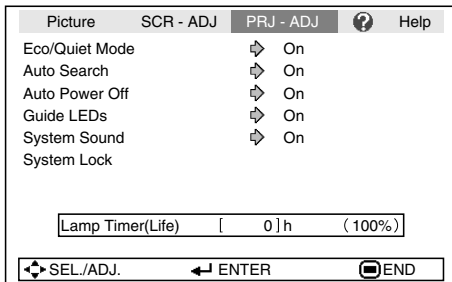 Picture SCR - ADJ PRJ - ADJ ? Help
Eco/Quiet Mode On
Auto Search On
Auto Power Off On
Guide LEDs On
System Sound On
System Lock
Lamp Timer(Life) [ 0 ] h (100%)
SEL./ADJ. ENTER END